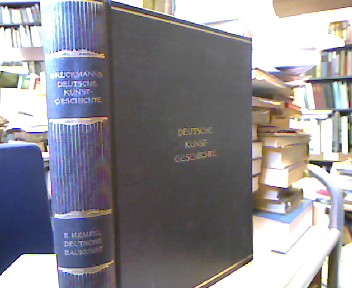 BRUCKMANNS
DEUTSCHE
KUNST-
GESCHICHTE
E. HEMPEL
DEUTSCHE
BAUKUNST
DEUTSCHE
KUNST-
GESCHICHTE